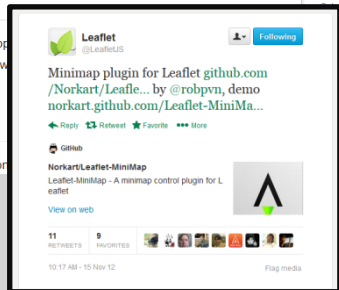 Leaflet
@LeafletJS
Following
Minimap plugin for Leaflet github.com
/Norkart/Leafle... by @robpvn, demo
norkart.github.com/Leaflet-MiniMa...
Reply Retweet Favorite More
GitHub
Norkart/Leaflet-MiniMap
Leaflet-MiniMap - A minimap control plugin for L
eaflet
View on web
11 9
RETWEETS FAVORITES
10:17 AM - 15 Nov 12 Flag media